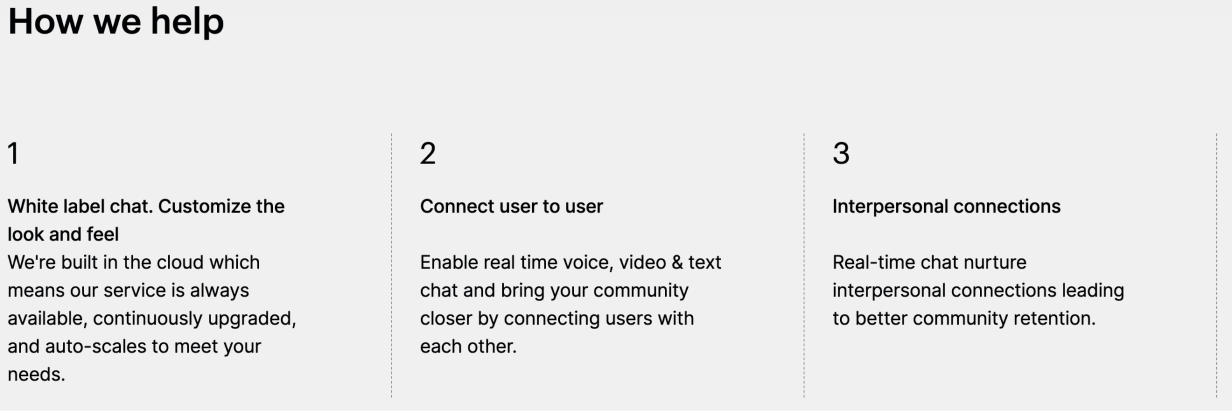 How we help
1
White label chat. Customize the
look and feel
We're built in the cloud which
means our service is always
available, continuously upgraded,
and auto-scales to meet your
needs.
2
Connect user to user
Enable real time voice, video & text
chat and bring your community
closer by connecting users with
each other.
3
Interpersonal connections
Real-time chat nurture
interpersonal connections leading
to better community retention.